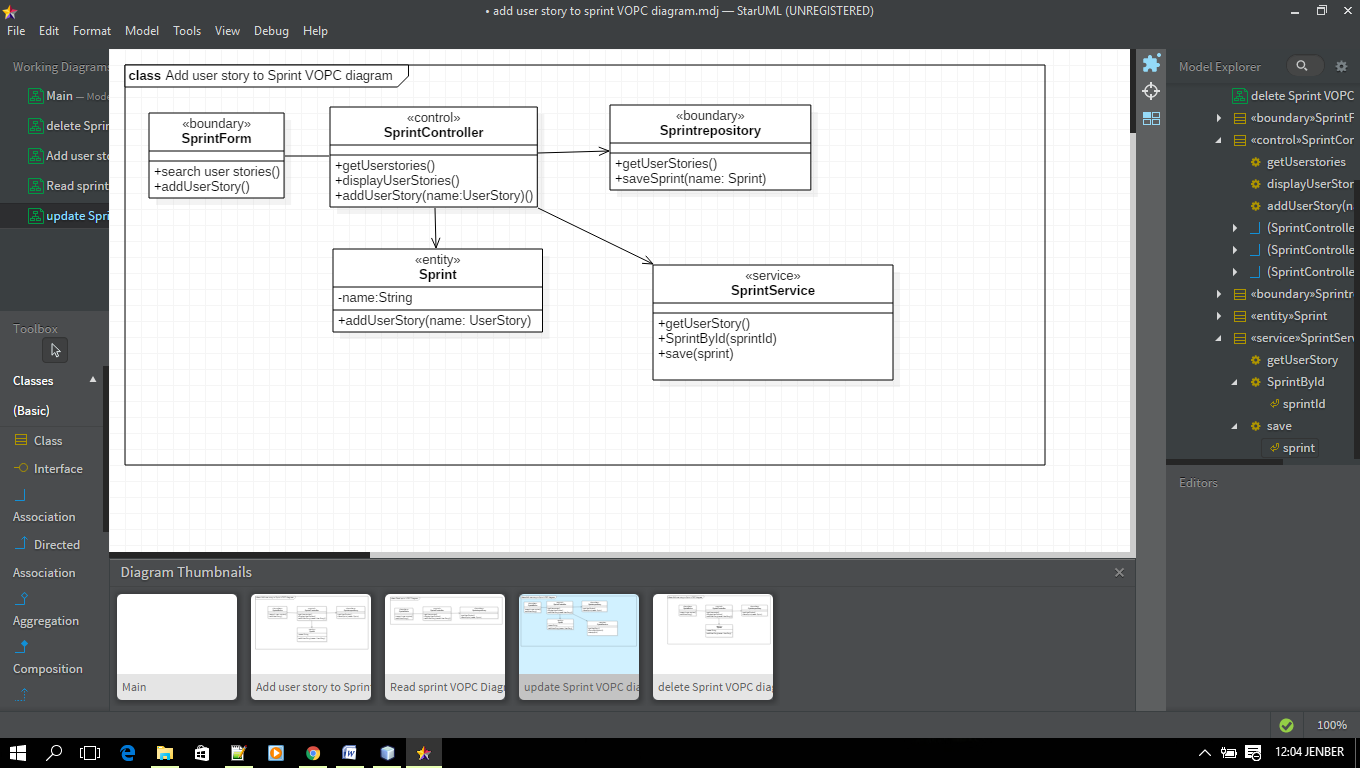 • add user story to sprint VOPC diagram.mdj — StarUML (UNREGISTERED)
File Edit Format Model Tools View Debug Help
Working Diagrams
Main — Mode
delete Sprin
Add user sto
Read sprint
update Spri
Toolbox
Classes
(Basic)
Class
Interface
Association
Directed
Association
Aggregation
Composition
class Add user story to Sprint VOPC diagram
«boundary»
SprintForm
+search user stories()
+addUserStory()
«control»
SprintController
+getUserstories()
+displayUserStories()
+addUserStory(name:UserStory)()
«boundary»
Sprintrepository
+getUserStories()
+saveSprint(name: Sprint)
«entity»
Sprint
-name:String
+addUserStory(name: UserStory)
«service»
SprintService
+getUserStory()
+SprintById(sprintId)
+save(sprint)
Model Explorer
delete Sprint VOPC
«boundary»SprintF
«control»SprintCor
getUserstories
displayUserStor
addUserStory(n
(SprintControlle
(SprintControlle
(SprintControlle
«boundary»Sprintr
«entity»Sprint
«service»SprintServ
getUserStory
SprintById
sprintId
save
sprint
Editors
Diagram Thumbnails
Main
Add user story to Sprin
Read sprint VOPC Diagr
update Sprint VOPC dia
delete Sprint VOPC diag
100%
12:04 JENBER